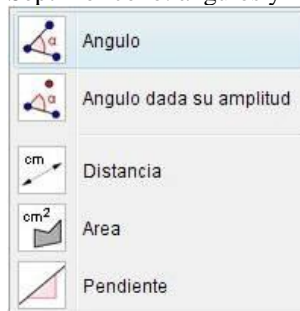 α Angulo
α Angulo dada su amplitud
cm Distancia
cm² Area
Pendiente